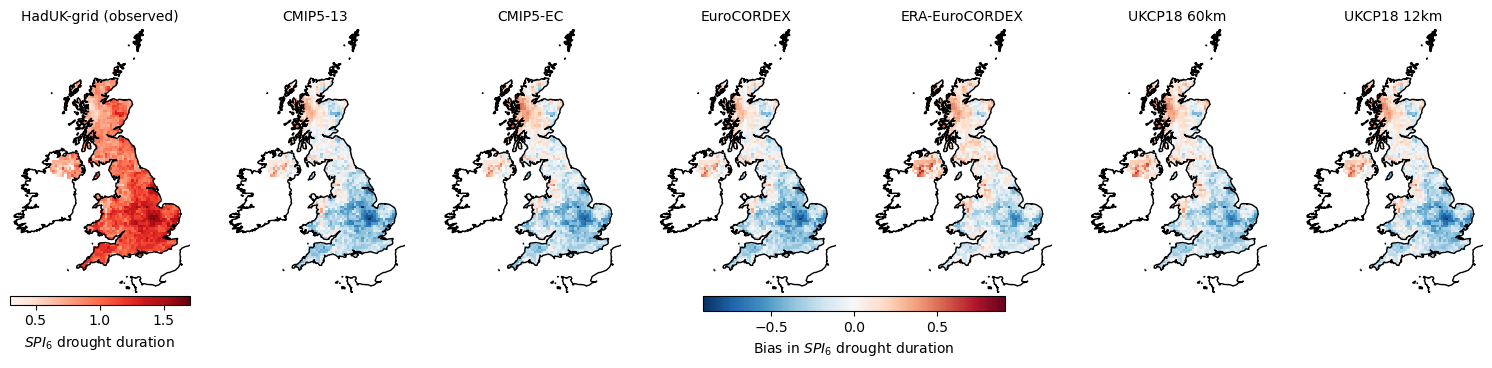 HadUK-grid (observed)
CMIP5-13
CMIP5-EC
EuroCORDEX
ERA-EuroCORDEX
UKCP18 60km
UKCP18 12km
0.5 1.0 1.5
SPI₆ drought duration
−0.5 0.0 0.5
Bias in SPI₆ drought duration